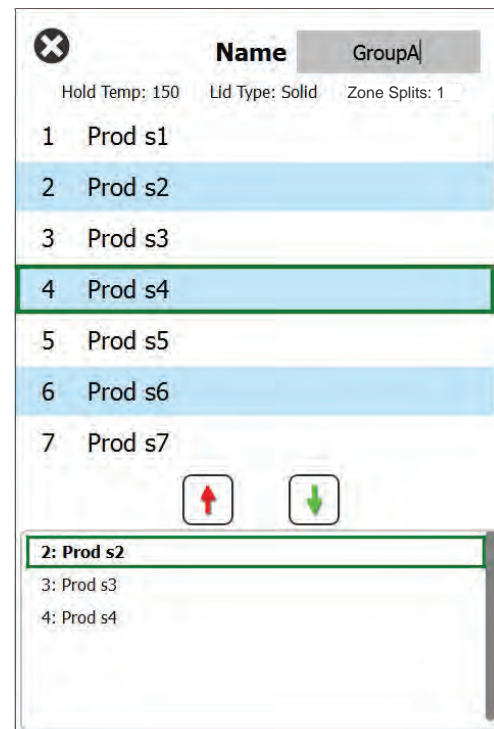 Name GroupA
Hold Temp: 150 Lid Type: Solid Zone Splits: 1
1 Prod s1
2 Prod s2
3 Prod s3
4 Prod s4
5 Prod s5
6 Prod s6
7 Prod s7
2: Prod s2
3: Prod s3
4: Prod s4